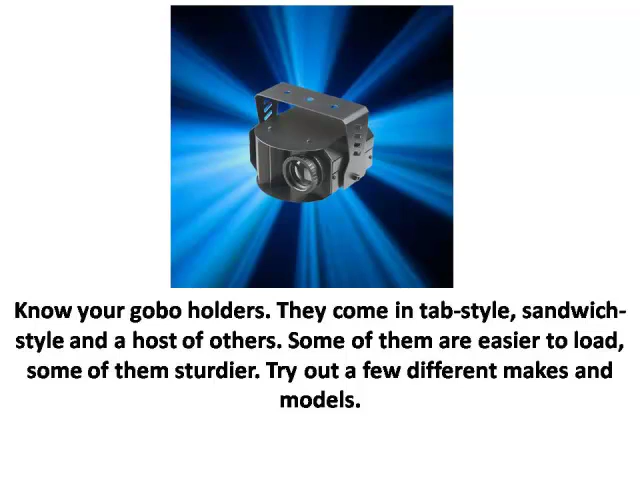 Know your gobo holders. They come in tab-style, sandwich-
style and a host of others. Some of them are easier to load,
some of them sturdier. Try out a few different makes and
models.